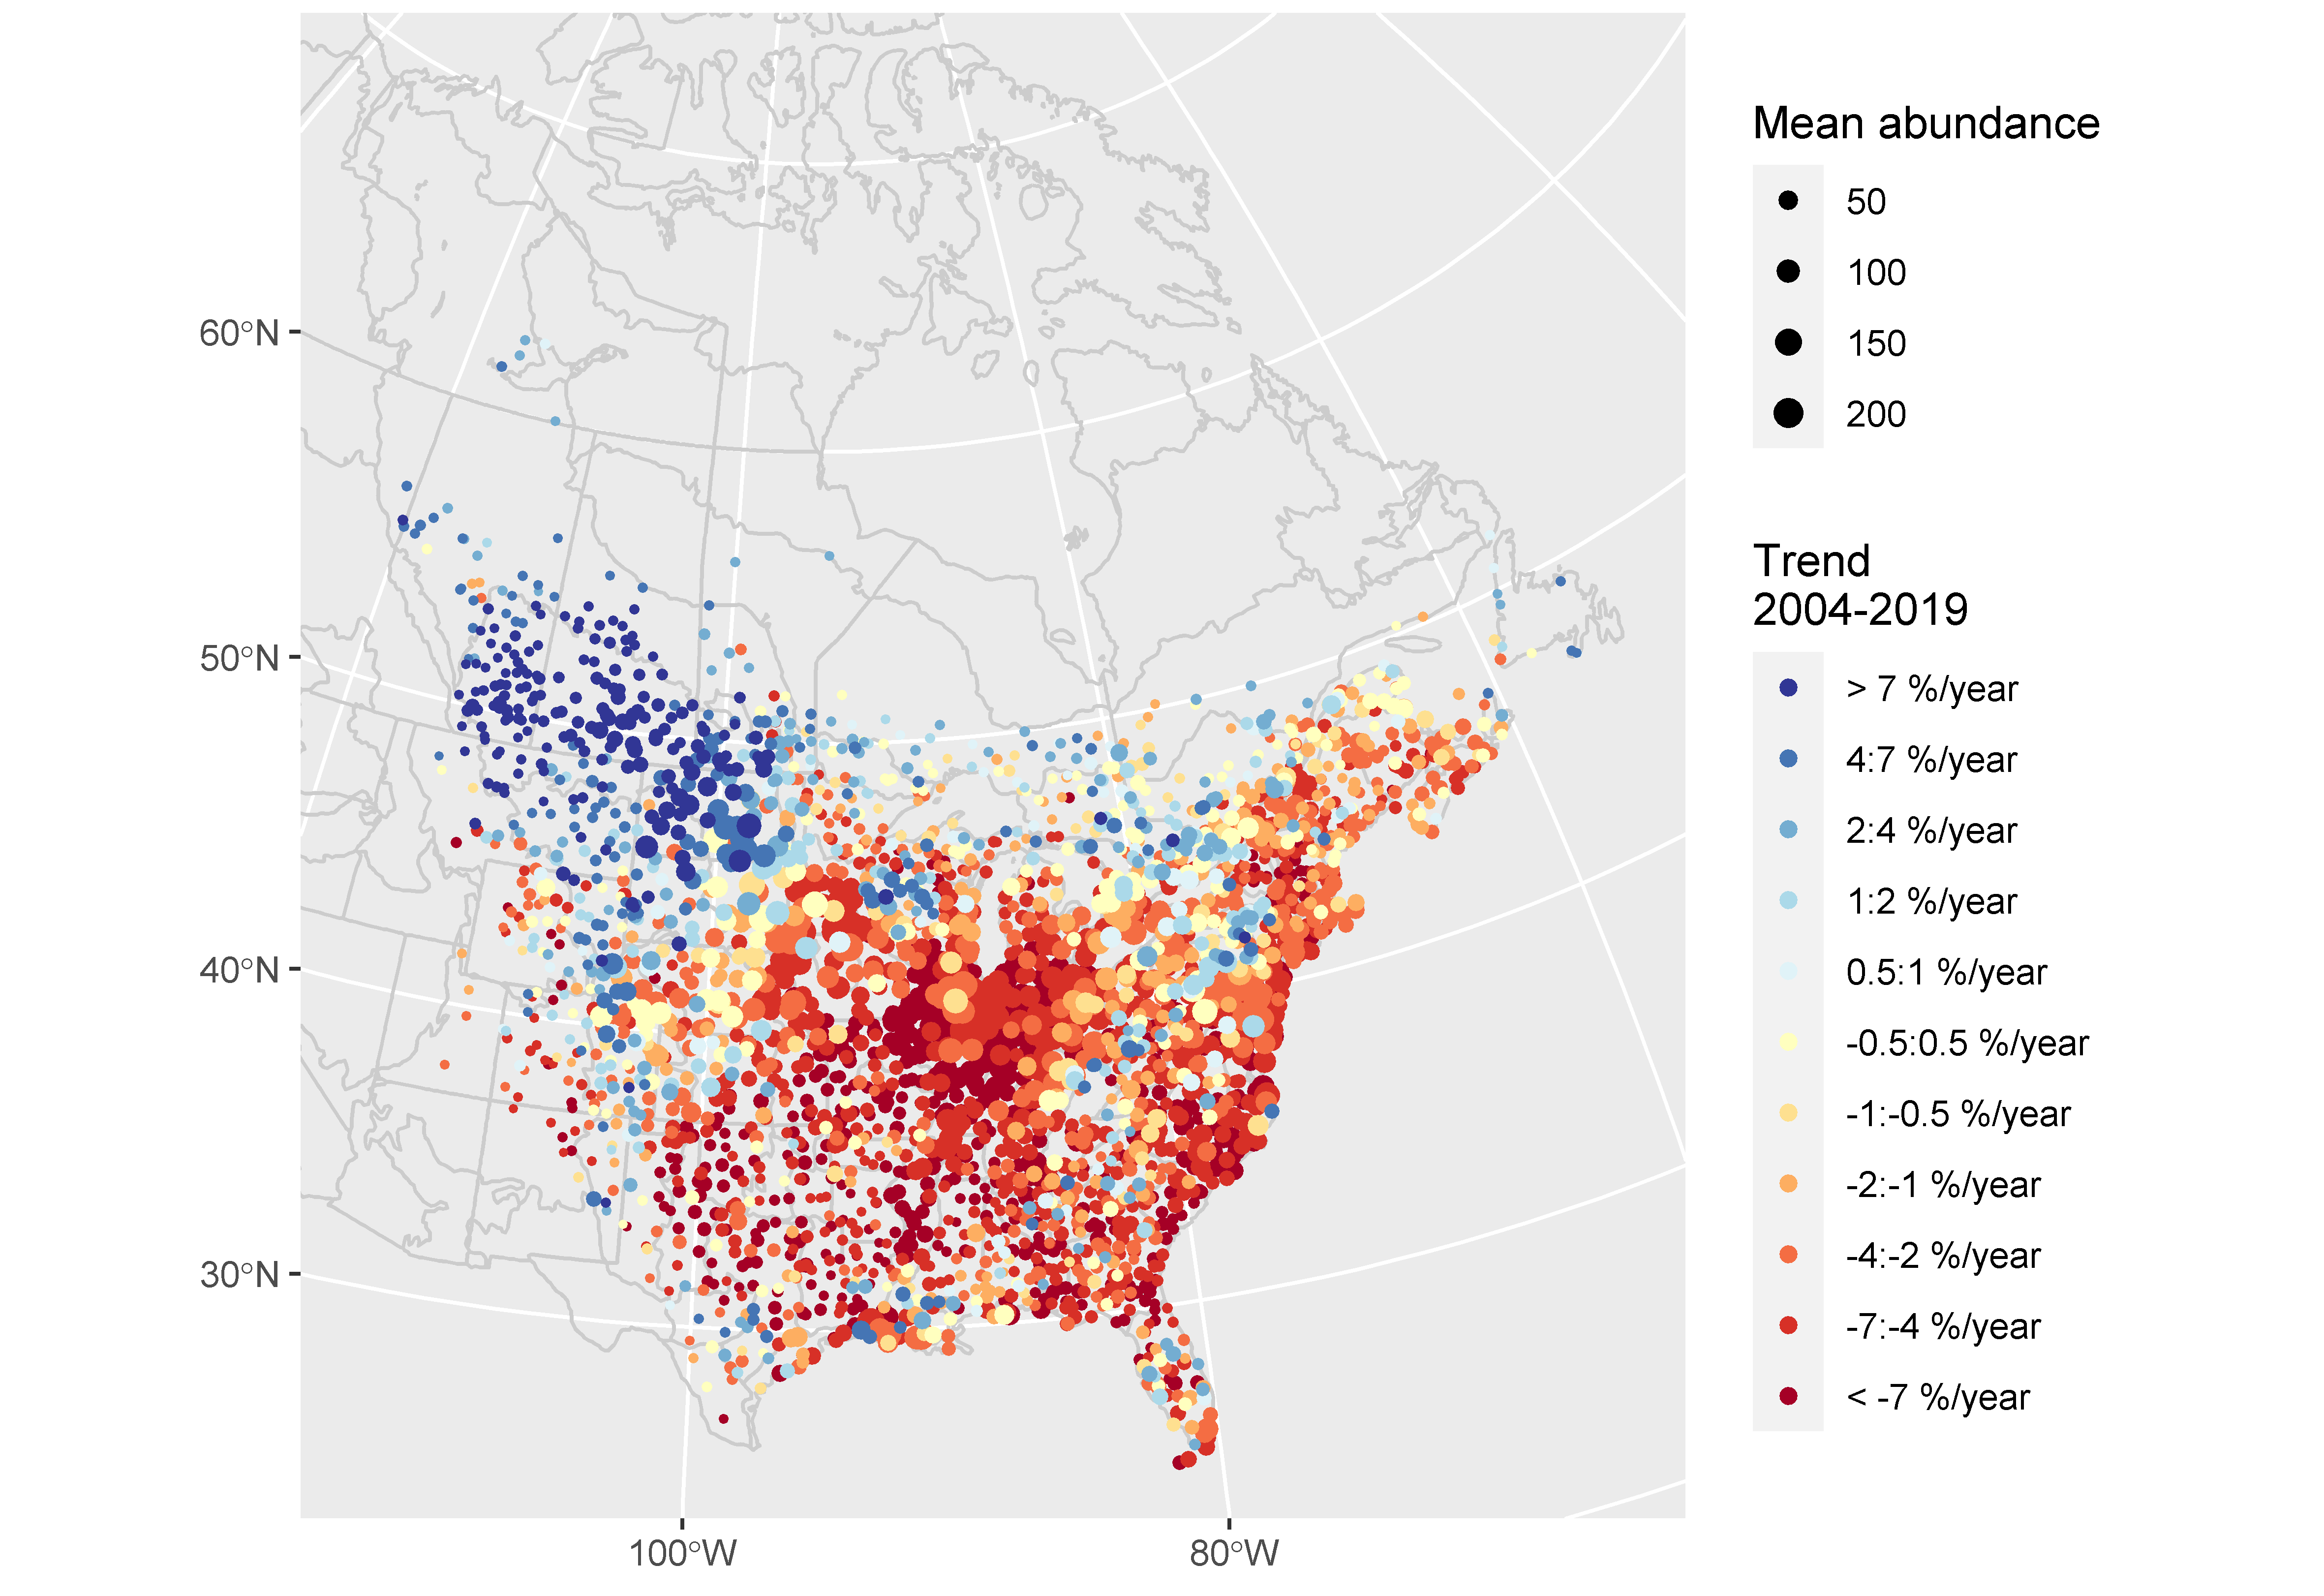 60°N
50°N
40°N
30°N
100°W
80°W
Mean abundance
50
100
150
200
Trend
2004-2019
> 7 %/year
4:7 %/year
2:4 %/year
1:2 %/year
0.5:1 %/year
-0.5:0.5 %/year
-1:-0.5 %/year
-2:-1 %/year
-4:-2 %/year
-7:-4 %/year
< -7 %/year